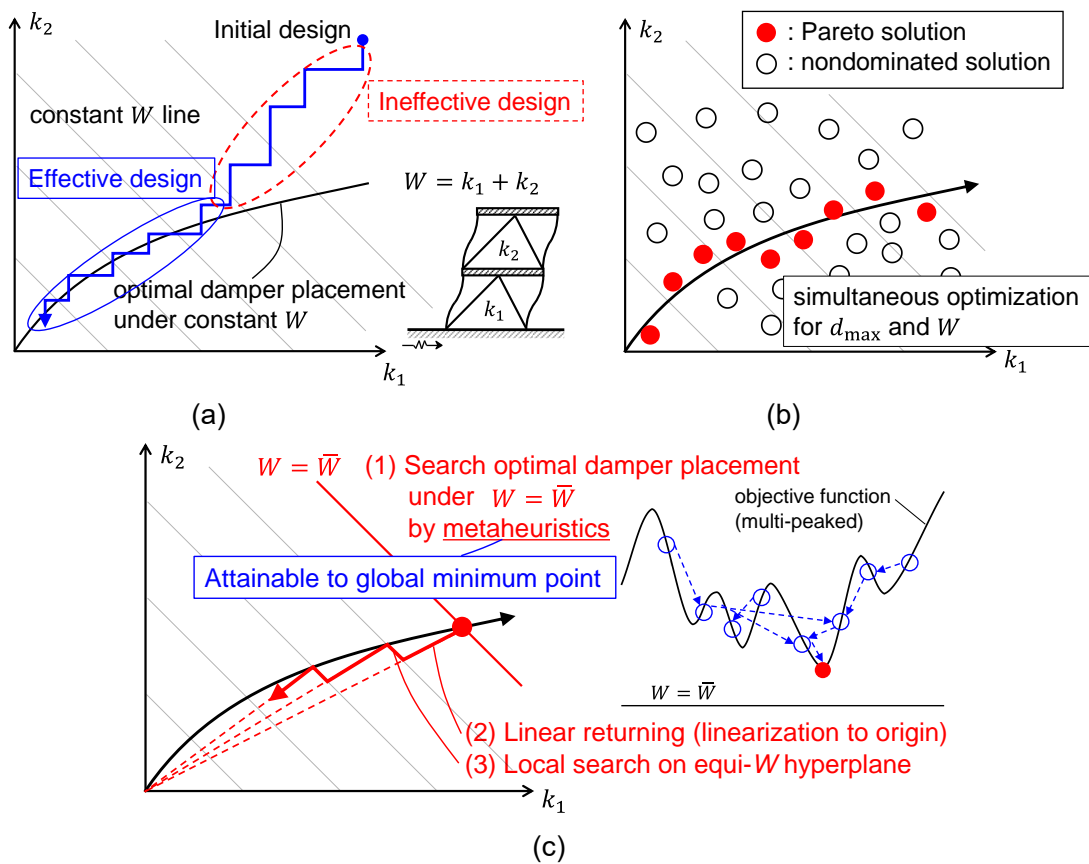 k₂
Initial design
constant W line
Ineffective design
Effective design
W = k₁ + k₂
k₂
k₁
optimal damper placement
under constant W
k₁
(a)
k₂
: Pareto solution
: nondominated solution
simultaneous optimization
for d_max and W
k₁
(b)
k₂
W = W̄
(1) Search optimal damper placement
under W = W̄
by metaheuristics
Attainable to global minimum point
objective function
(multi-peaked)
W = W̄
(2) Linear returning (linearization to origin)
(3) Local search on equi-W hyperplane
k₁
(c)